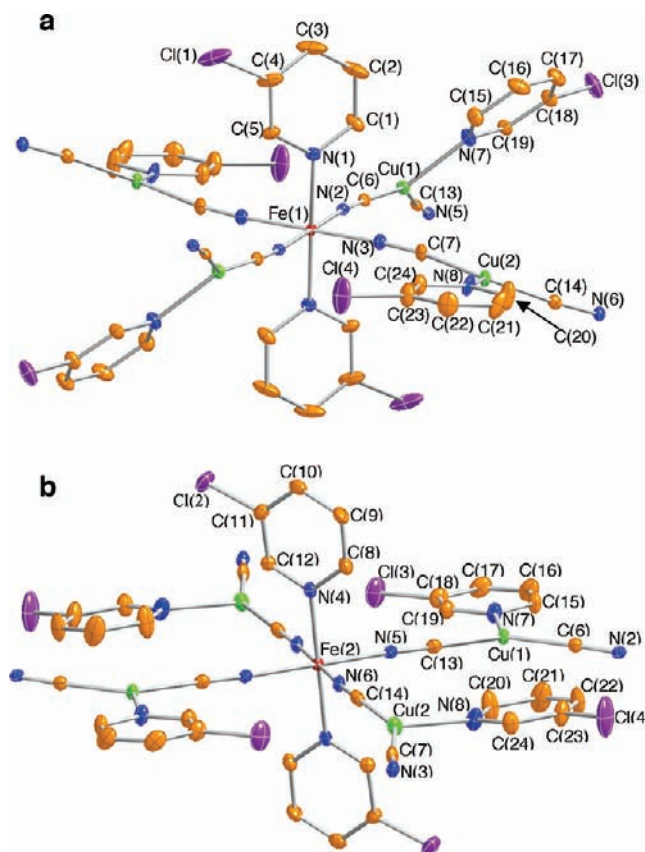 a
C(3)
Cl(1)
C(4)
C(2)
C(17)
C(16)
Cl(3)
C(15)
C(18)
C(5)
C(1)
N(1)
C(19)
N(7)
C(6)
Cu(1)
N(2)
C(13)
N(5)
Fe(1)
N(3)
C(7)
Cu(2)
Cl(4)
C(24)
N(8)
C(14)
N(6)
C(23)
C(22)
C(21)
C(20)
b
C(10)
Cl(2)
C(11)
C(9)
C(12)
C(8)
Cl(3)
C(18)
C(17)
C(16)
N(4)
C(19)
N(7)
C(15)
Fe(2)
N(5)
C(6)
C(13)
Cu(1)
N(2)
N(6)
C(14)
C(20)
C(21)
C(22)
N(8)
Cu(2
Cl(4
C(24)
C(23)
C(7)
N(3)